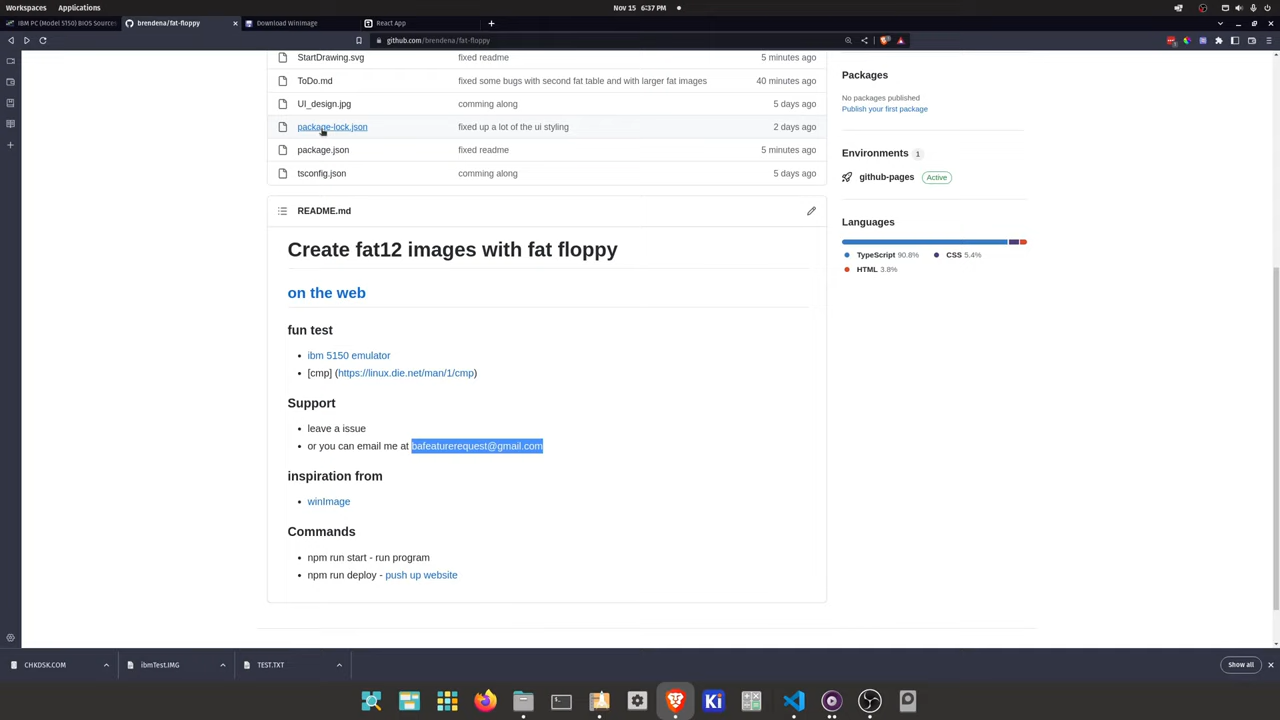 Workspaces Applications Nov 15 6:37 PM
IBM PC (Model 5150) BIOS Source brendena/fat-floppy Download WinImage React App
github.com/brendena/fat-floppy
StartDrawing.svg fixed readme 5 minutes ago
ToDo.md fixed some bugs with second fat table and with larger fat images 40 minutes ago
UI_design.jpg comming along 5 days ago
package-lock.json fixed up a lot of the ui styling 2 days ago
package.json fixed readme 5 minutes ago
tsconfig.json comming along 5 days ago
README.md
Create fat12 images with fat floppy
on the web
fun test
ibm 5150 emulator
[cmp] (https://linux.die.net/man/1/cmp)
Support
leave a issue
or you can email me at bafeaturerequest@gmail.com
inspiration from
winImage
Commands
npm run start - run program
npm run deploy - push up website
Packages
No packages published
Publish your first package
Environments 1
github-pages Active
Languages
TypeScript 90.8% CSS 5.4%
HTML 3.8%
CHKDSK.COM ibmTest.IMG TEST.TXT Show all
Ki